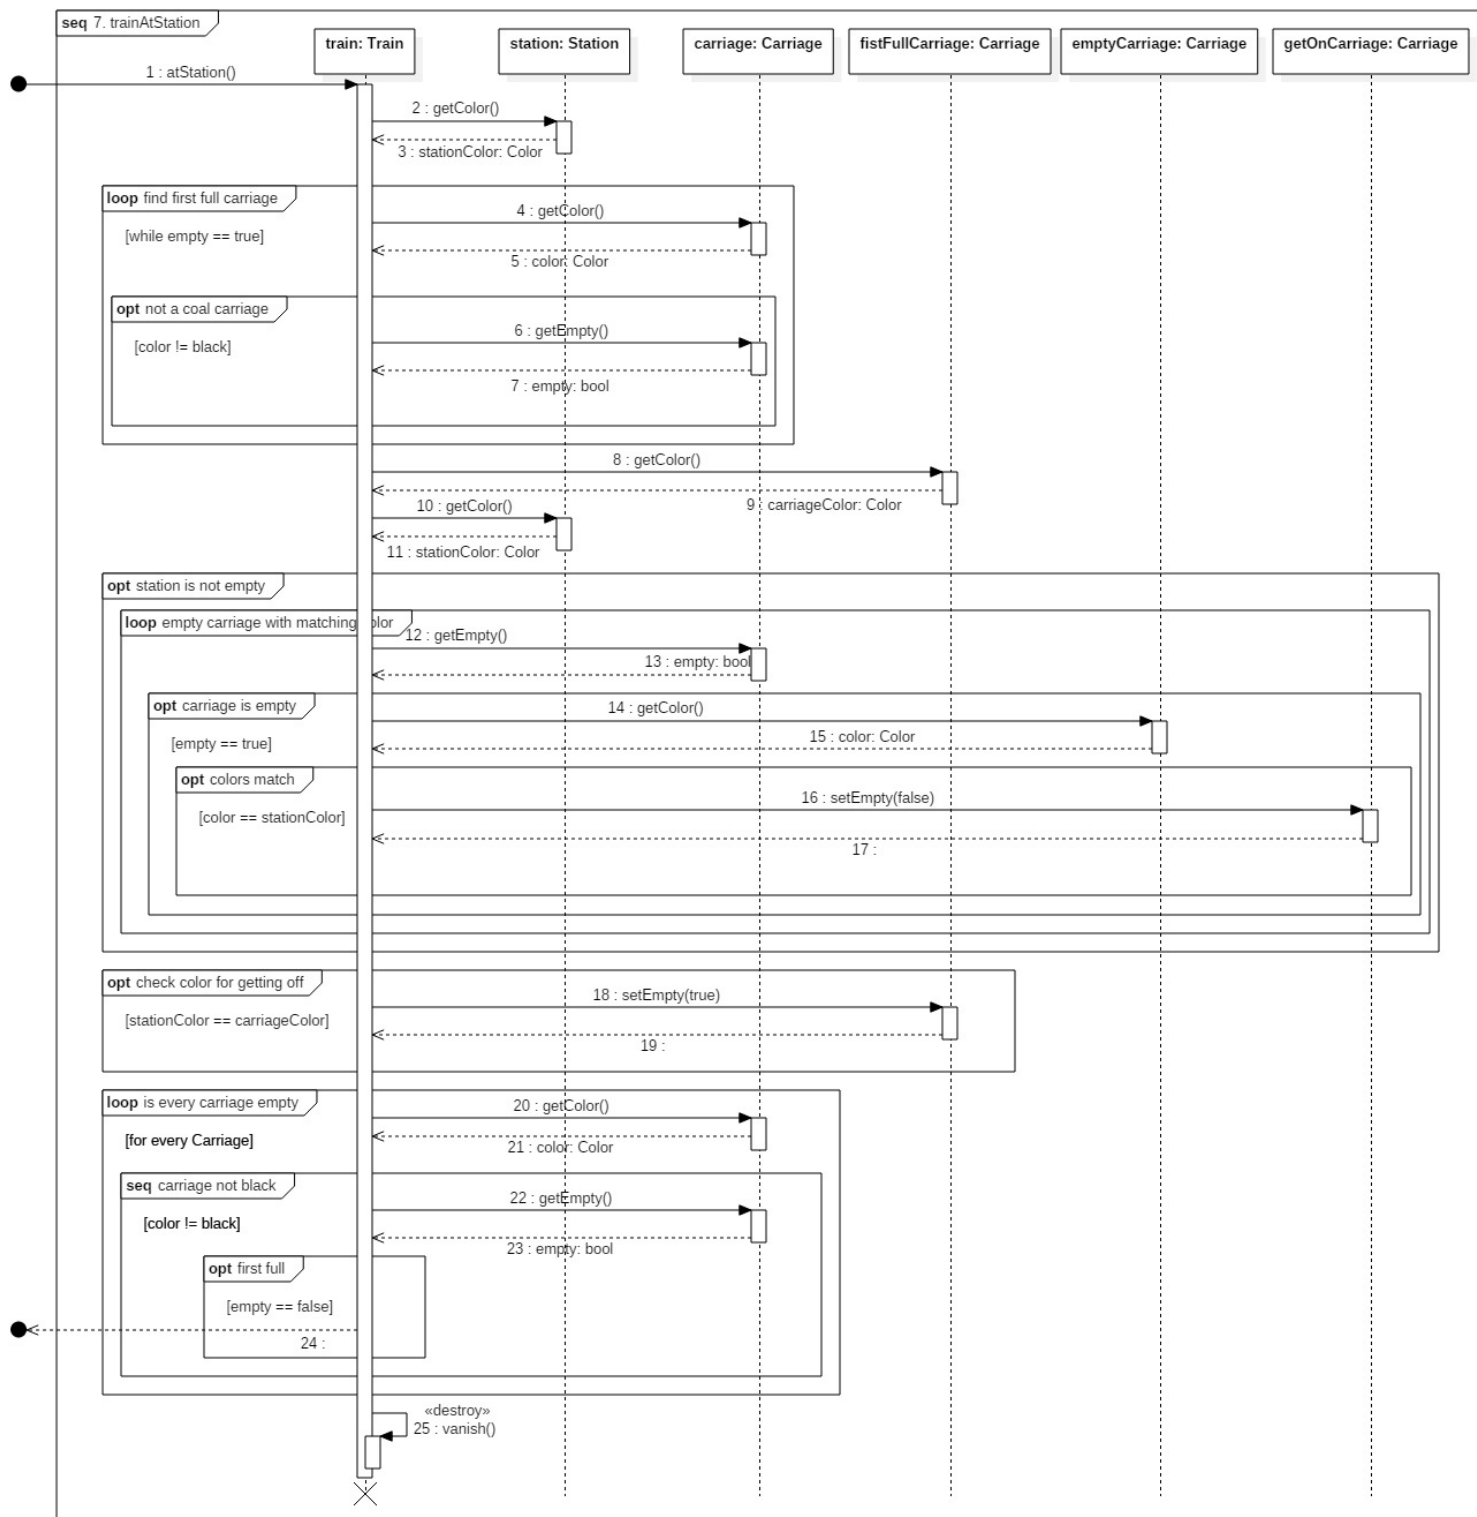 seq 7. trainAtStation
train: Train
station: Station
carriage: Carriage
fistFullCarriage: Carriage
emptyCarriage: Carriage
getOnCarriage: Carriage
1 : atStation()
2 : getColor()
3 : stationColor: Color
loop find first full carriage
4 : getColor()
[while empty == true]
5 : color: Color
opt not a coal carriage
6 : getEmpty()
[color != black]
7 : empty: bool
8 : getColor()
9 : carriageColor: Color
10 : getColor()
11 : stationColor: Color
opt station is not empty
loop empty carriage with matching color
12 : getEmpty()
13 : empty: bool
opt carriage is empty
14 : getColor()
[empty == true]
15 : color: Color
opt colors match
16 : setEmpty(false)
[color == stationColor]
17 :
opt check color for getting off
18 : setEmpty(true)
[stationColor == carriageColor]
19 :
loop is every carriage empty
20 : getColor()
[for every Carriage]
21 : color: Color
seq carriage not black
22 : getEmpty()
[color != black]
23 : empty: bool
opt first full
[empty == false]
24 :
«destroy»
25 : vanish()